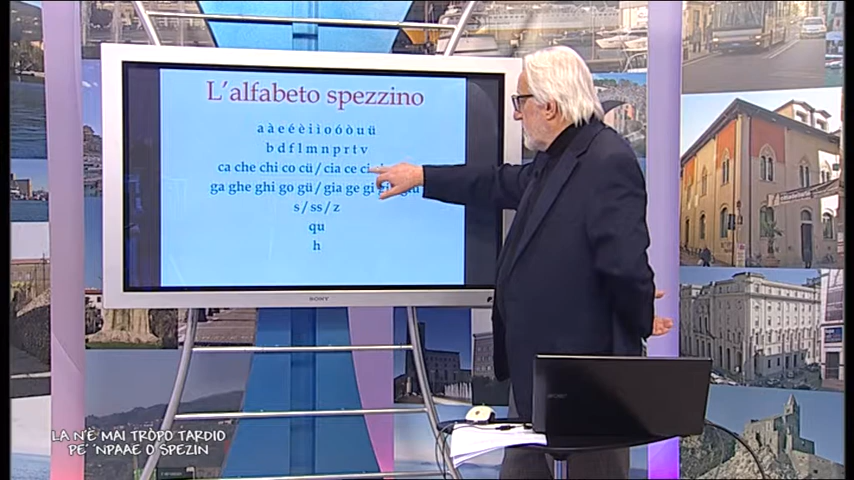 L'alfabeto spezzino
a à e é è i ì o ó ò u ü
b d f l m n p r t v
ca che chi co cü/cia ce ci
ga ghe ghi go gü/gia ge gi
s/ss/z
qu
h
SONY
LA N'È MAI TRÒPO TARDIO
PE' 'NPAAE O SPEZIN